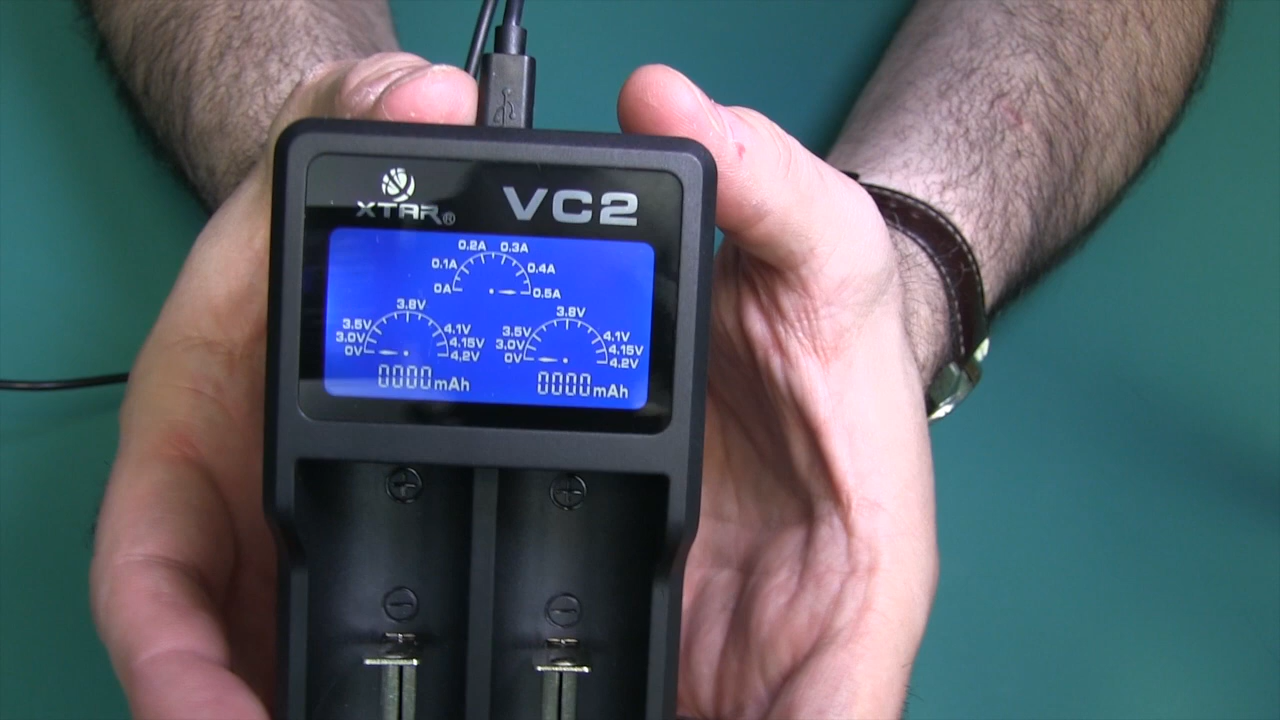 XTAR® VC2
0.2A 0.3A
0.1A 0.4A
0A 0.5A
3.8V 3.8V
3.5V 4.1V 3.5V 4.1V
3.0V 4.15V 3.0V 4.15V
0V 4.2V 0V 4.2V
0000mAh 0000mAh
+ +
- -